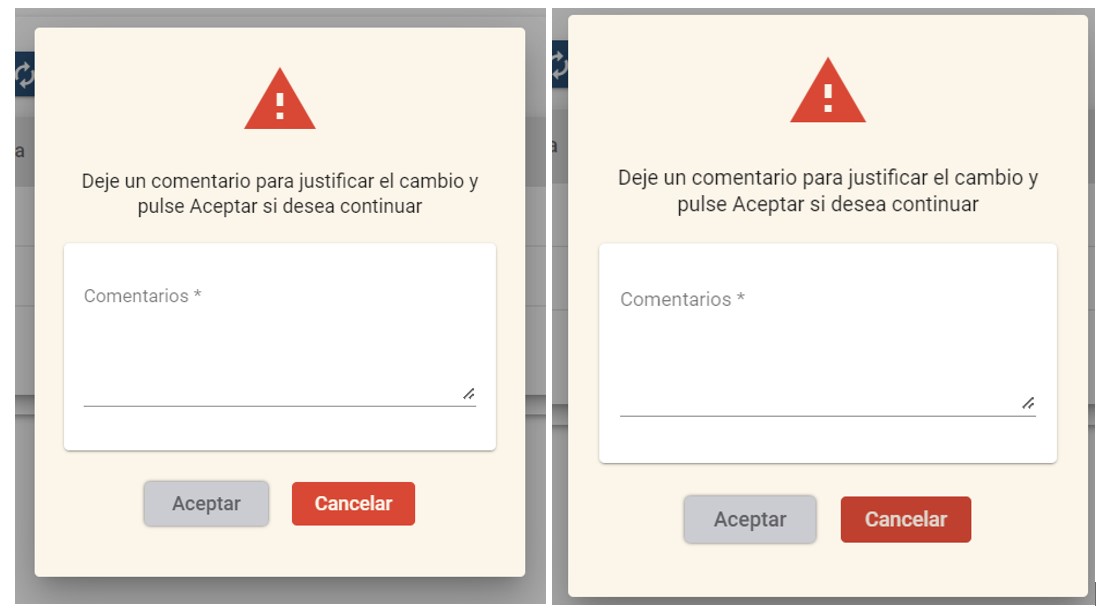 a
Deje un comentario para justificar el cambio y
pulse Aceptar si desea continuar
Comentarios *
Aceptar
Cancelar
a
Deje un comentario para justificar el cambio y
pulse Aceptar si desea continuar
Comentarios *
Aceptar
Cancelar